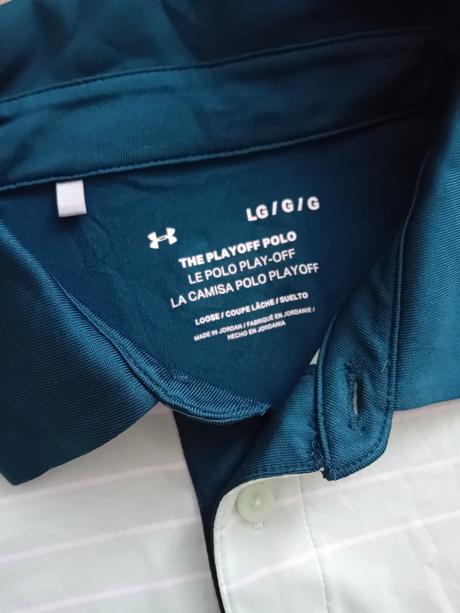 LG / G / G
THE PLAYOFF POLO
LE POLO PLAY-OFF
LA CAMISA POLO PLAYOFF
LOOSE / COUPE LÂCHE / SUELTO
MADE IN JORDAN / FABRIQUÉ EN JORDANIE /
HECHO EN JORDANIA